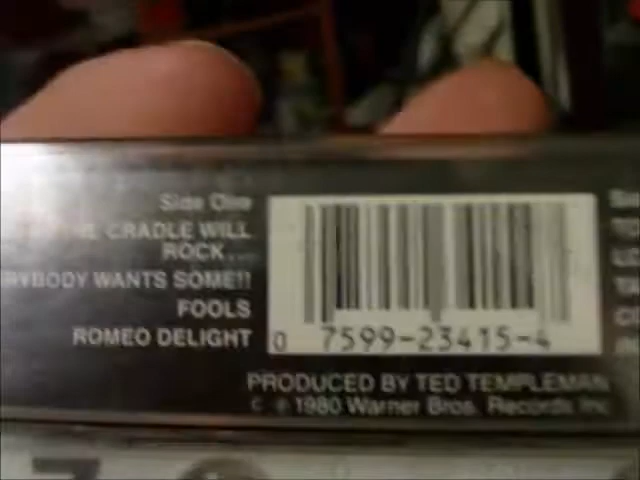 Side One
CRADLE WILL
ROCK...
RYBODY WANTS SOME!!
FOOLS
ROMEO DELIGHT
0 7599-23415-4
PRODUCED BY TED TEMPLEMAN
© ℗ 1980 Warner Bros. Records Inc